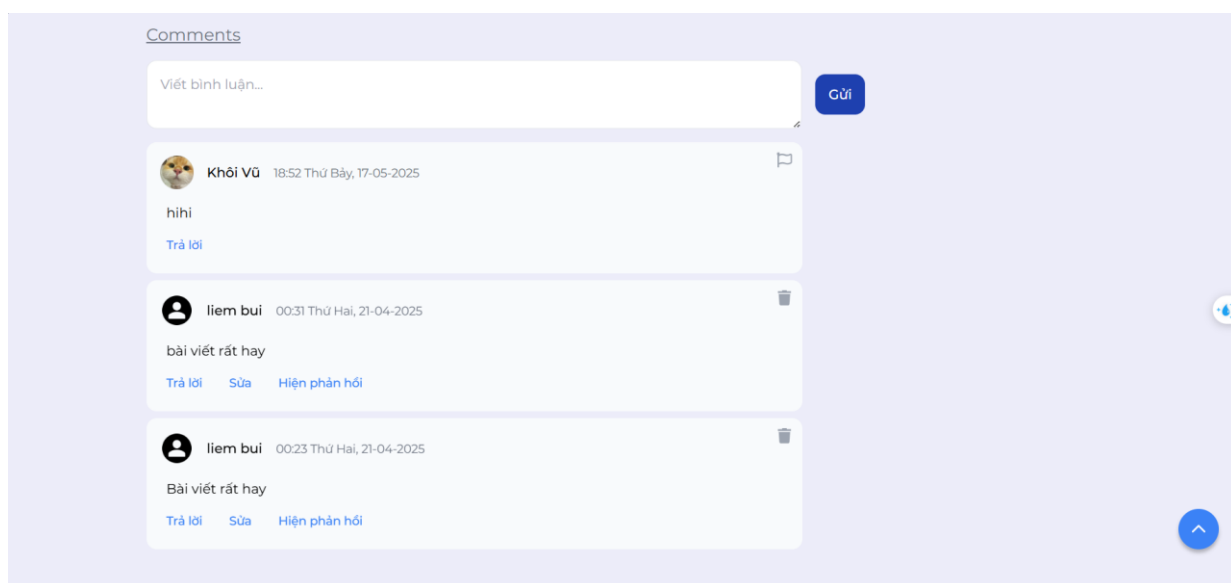 Comments
Viết bình luận...
Gửi
Khôi Vũ 18:52 Thứ Bảy, 17-05-2025
hihi
Trả lời
liem bui 00:31 Thứ Hai, 21-04-2025
bài viết rất hay
Trả lời Sửa Hiện phản hồi
liem bui 00:23 Thứ Hai, 21-04-2025
Bài viết rất hay
Trả lời Sửa Hiện phản hồi